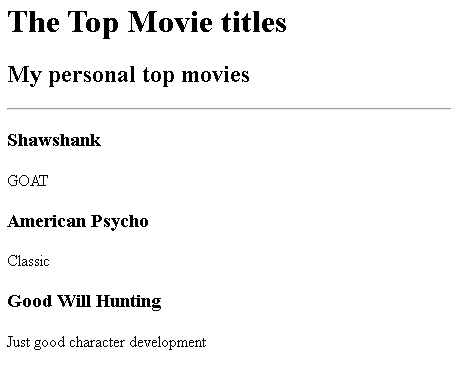 The Top Movie titles
My personal top movies
Shawshank
GOAT
American Psycho
Classic
Good Will Hunting
Just good character development